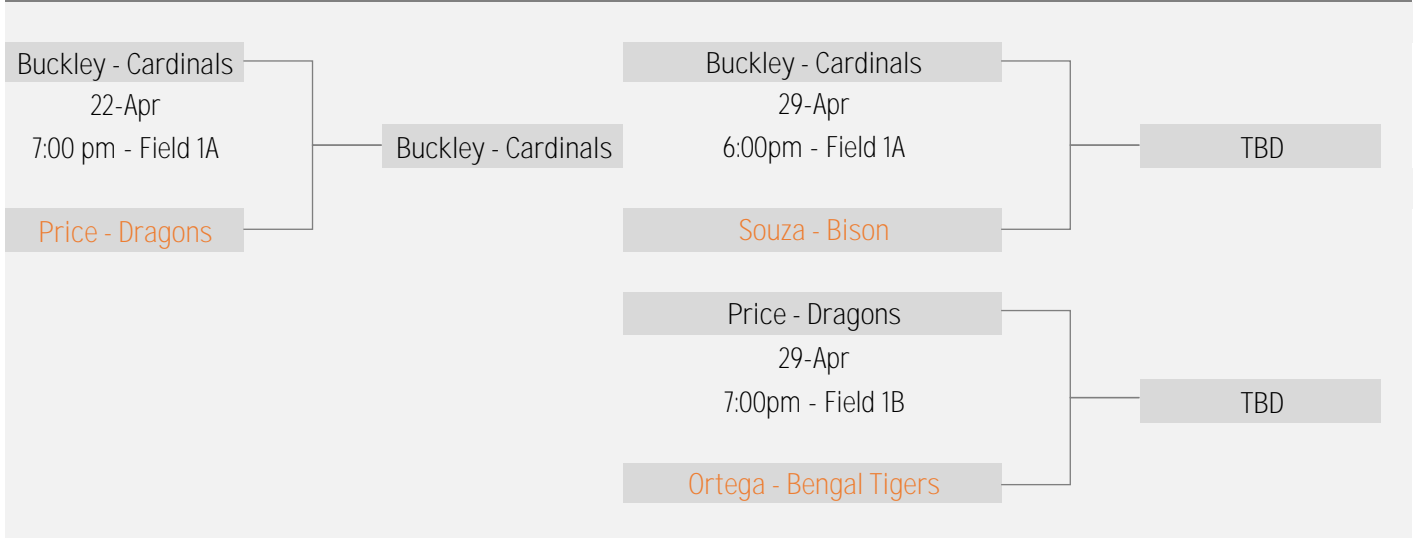 Buckley - Cardinals
22-Apr
7:00 pm - Field 1A
Price - Dragons
Buckley - Cardinals
Buckley - Cardinals
29-Apr
6:00pm - Field 1A
Souza - Bison
TBD
Price - Dragons
29-Apr
7:00pm - Field 1B
Ortega - Bengal Tigers
TBD